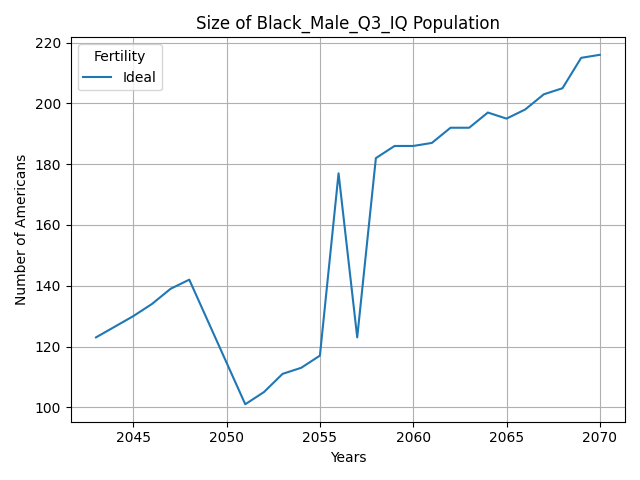 Size of Black_Male_Q3_IQ Population
Number of Americans
220
200
180
160
140
120
100
Fertility
Ideal
2045 2050 2055 2060 2065 2070
Years